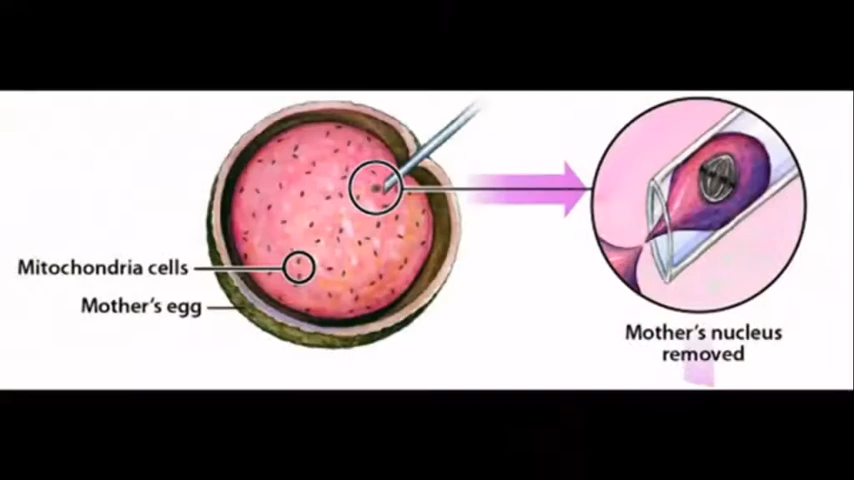 Mitochondria cells
Mother's egg
Mother's nucleus
removed